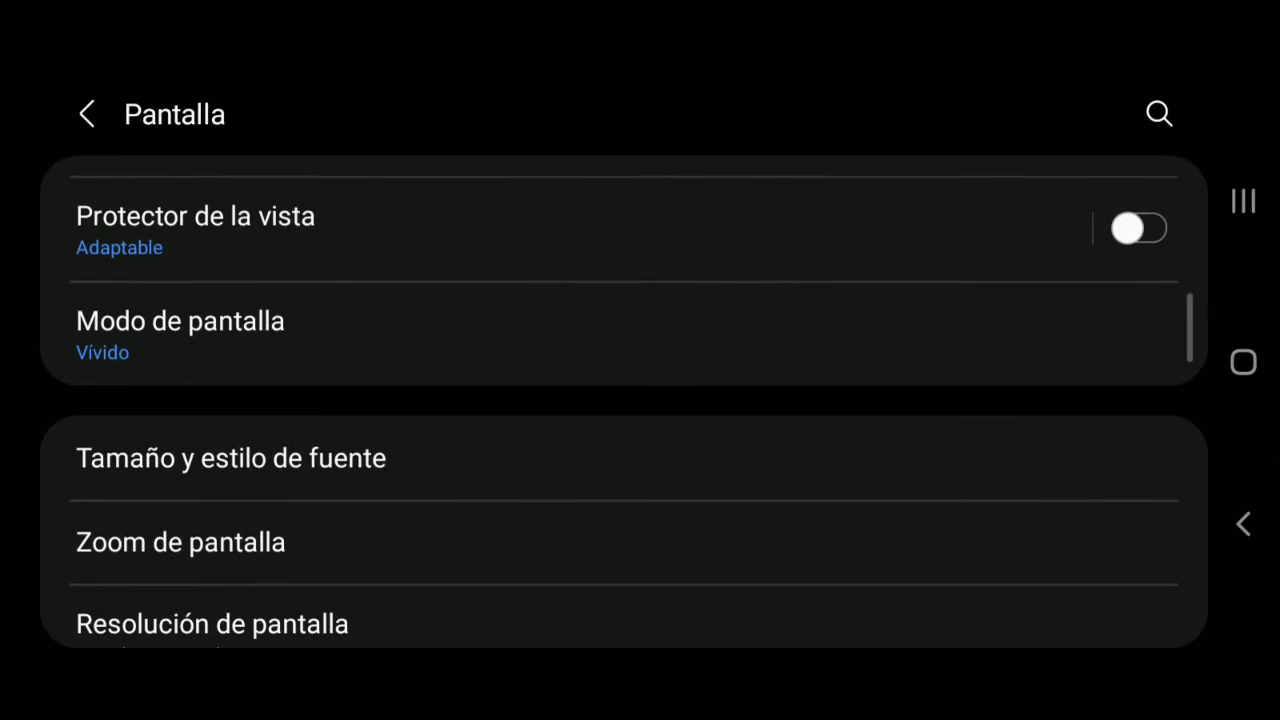 Pantalla
Protector de la vista
Adaptable
Modo de pantalla
Vívido
Tamaño y estilo de fuente
Zoom de pantalla
Resolución de pantalla